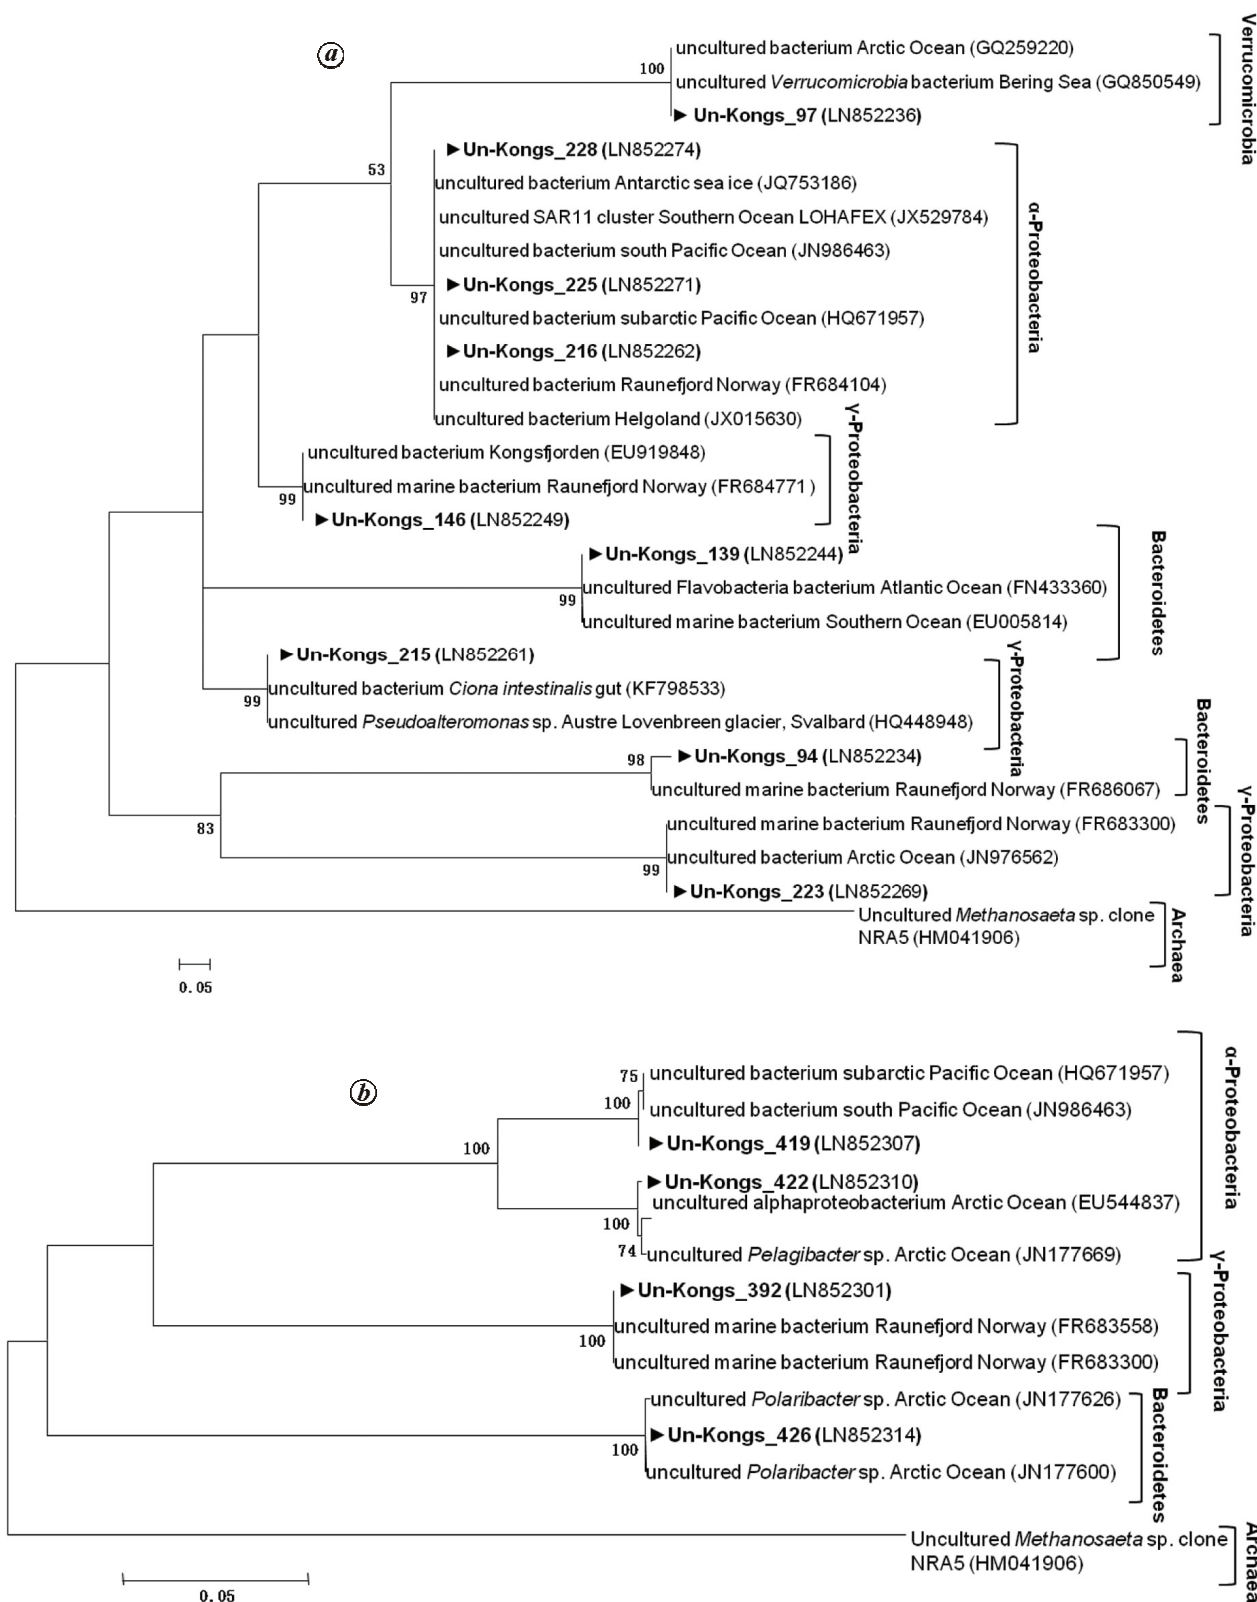 a
uncultured bacterium Arctic Ocean (GQ259220)
100
uncultured Verrucomicrobia bacterium Bering Sea (GQ850549)
►Un-Kongs_97 (LN852236)
Verrucomicrobia
53
►Un-Kongs_228 (LN852274)
uncultured bacterium Antarctic sea ice (JQ753186)
uncultured SAR11 cluster Southern Ocean LOHAFEX (JX529784)
uncultured bacterium south Pacific Ocean (JN986463)
►Un-Kongs_225 (LN852271)
97
uncultured bacterium subarctic Pacific Ocean (HQ671957)
►Un-Kongs_216 (LN852262)
uncultured bacterium Raunefjord Norway (FR684104)
uncultured bacterium Helgoland (JX015630)
α-Proteobacteria
uncultured bacterium Kongsfjorden (EU919848)
uncultured marine bacterium Raunefjord Norway (FR684771)
99
►Un-Kongs_146 (LN852249)
γ-Proteobacteria
►Un-Kongs_139 (LN852244)
uncultured Flavobacteria bacterium Atlantic Ocean (FN433360)
99
uncultured marine bacterium Southern Ocean (EU005814)
Bacteroidetes
►Un-Kongs_215 (LN852261)
uncultured bacterium Ciona intestinalis gut (KF798533)
99
uncultured Pseudoalteromonas sp. Austre Lovenbreen glacier, Svalbard (HQ448948)
γ-Proteobacteria
98
►Un-Kongs_94 (LN852234)
uncultured marine bacterium Raunefjord Norway (FR686067)
Bacteroidetes
83
uncultured marine bacterium Raunefjord Norway (FR683300)
uncultured bacterium Arctic Ocean (JN976562)
99
►Un-Kongs_223 (LN852269)
γ-Proteobacteria
Uncultured Methanosaeta sp. clone
NRA5 (HM041906)
Archaea
0.05
b
75
uncultured bacterium subarctic Pacific Ocean (HQ671957)
100
uncultured bacterium south Pacific Ocean (JN986463)
►Un-Kongs_419 (LN852307)
100
►Un-Kongs_422 (LN852310)
uncultured alphaproteobacterium Arctic Ocean (EU544837)
100
74
uncultured Pelagibacter sp. Arctic Ocean (JN177669)
α-Proteobacteria
►Un-Kongs_392 (LN852301)
uncultured marine bacterium Raunefjord Norway (FR683558)
100
uncultured marine bacterium Raunefjord Norway (FR683300)
γ-Proteobacteria
uncultured Polaribacter sp. Arctic Ocean (JN177626)
►Un-Kongs_426 (LN852314)
100
uncultured Polaribacter sp. Arctic Ocean (JN177600)
Bacteroidetes
Uncultured Methanosaeta sp. clone
NRA5 (HM041906)
Archaea
0.05